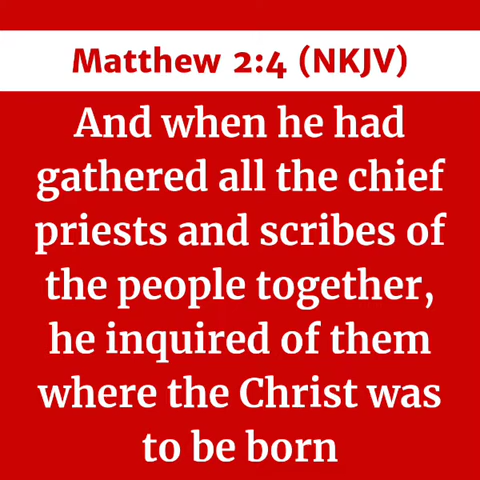 Matthew 2:4 (NKJV)
And when he had
gathered all the chief
priests and scribes of
the people together,
he inquired of them
where the Christ was
to be born